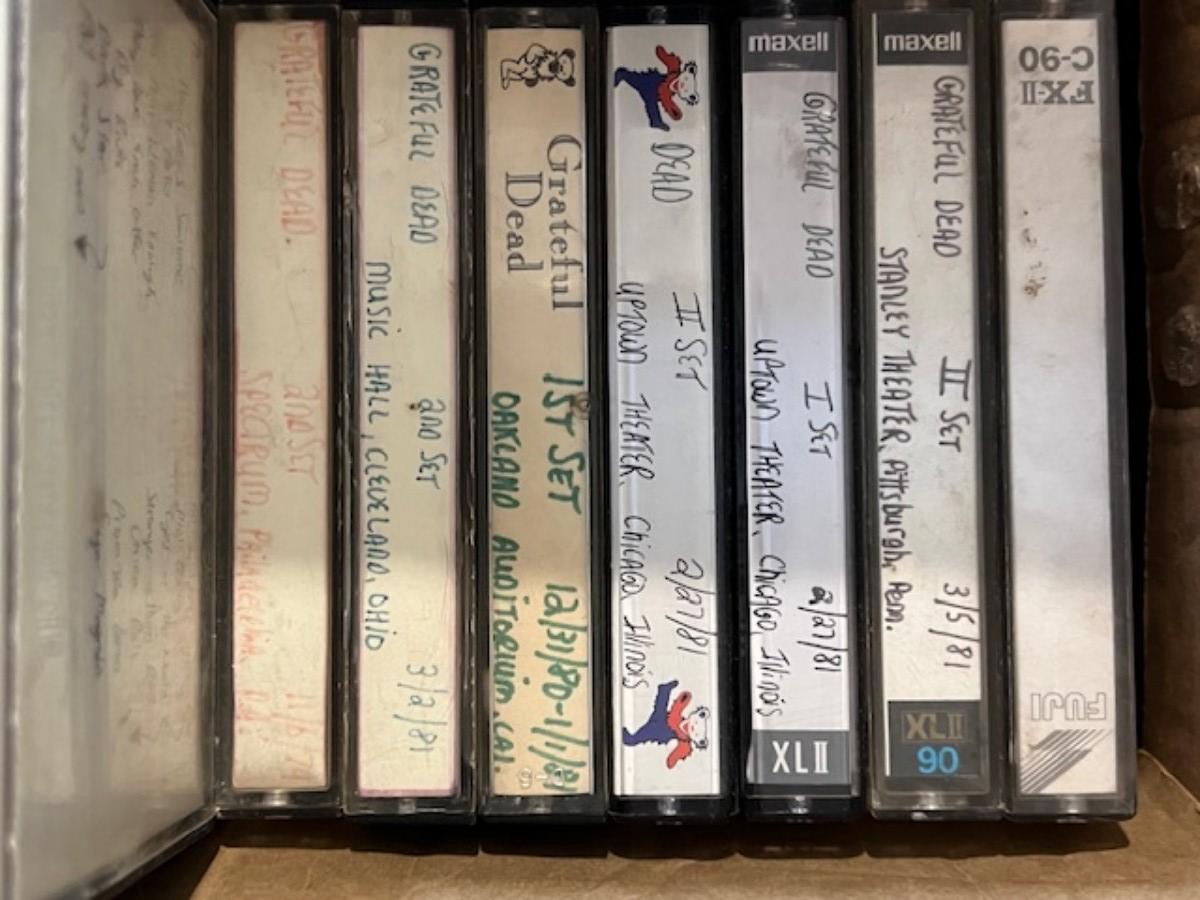 GRATEFUL DEAD.
2ND SET
SPECTRUM,
GRATEFUL DEAD
2ND SET 3/2/81
MUSIC HALL, CLEVELAND, OHIO
Grateful
Dead
1ST SET 12/31/80-1/1/81
OAKLAND AUDITORIUM, CAL.
DEAD
II SET 2/27/81
UPTOWN THEATER, CHICAGO, Illinois
maxell
GRATEFUL DEAD
I SET 2/27/81
UPTOWN THEATER, CHICAGO, Illinois
XLII
maxell
GRATEFUL DEAD
II SET 3/5/81
STANLEY THEATER, Pittsburgh, Penn.
XLII
90
FX-II
C-90
FUJI